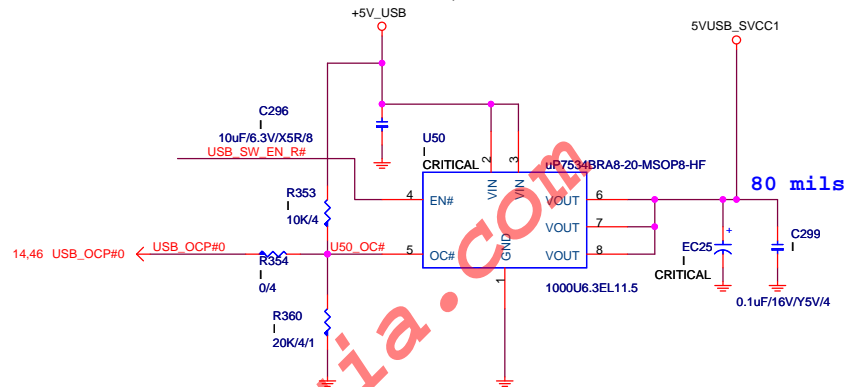 +5V_USB
5VUSB_SVCC1
C296
I
10uF/6.3V/X5R/8
USB_SW_EN_R#
U50
I
CRITICAL
2
3
uP7534BRA8-20-MSOP8-HF
80 mils
VIN
VIN
4
EN#
VOUT
6
R353
I
10K/4
VOUT
7
14,46 USB_OCP#0
USB_OCP#0
U50_OC#
5
OC#
GND
VOUT
8
R354
I
0/4
1
EC25
I
CRITICAL
+
C299
I
1000U6.3EL11.5
0.1uF/16V/Y5V/4
R360
I
20K/4/1
ia.com